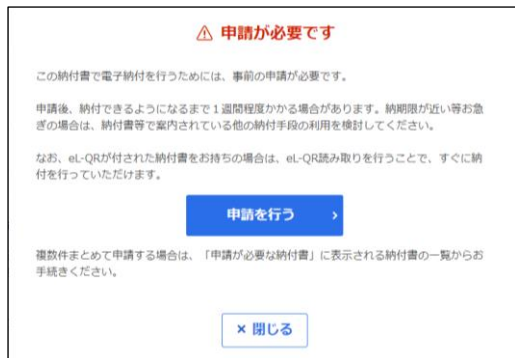 申請が必要です
この納付書で電子納付を行うためには、事前の申請が必要です。
申請後、納付できるようになるまで１週間程度かかる場合があります。納期限が近い等お急
ぎの場合は、納付書等で案内されている他の納付手段の利用を検討してください。
なお、eL-QRが付された納付書をお持ちの場合は、eL-QR読み取りを行うことで、すぐに納
付を行っていただけます。
申請を行う
複数件まとめて申請する場合は、「申請が必要な納付書」に表示される納付書の一覧からお
手続きください。
× 閉じる